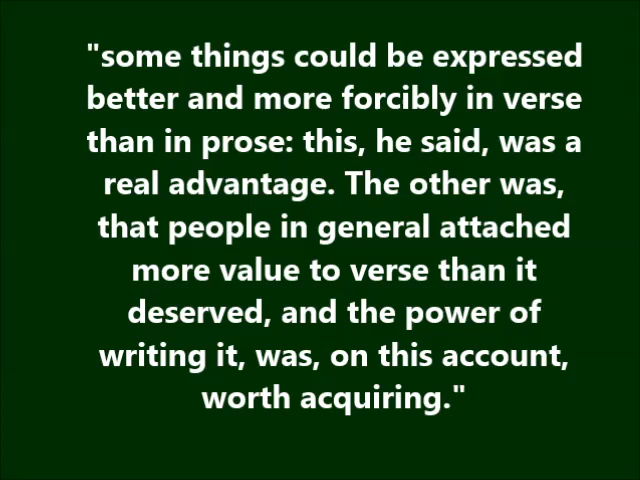 "some things could be expressed
better and more forcibly in verse
than in prose: this, he said, was a
real advantage. The other was,
that people in general attached
more value to verse than it
deserved, and the power of
writing it, was, on this account,
worth acquiring."